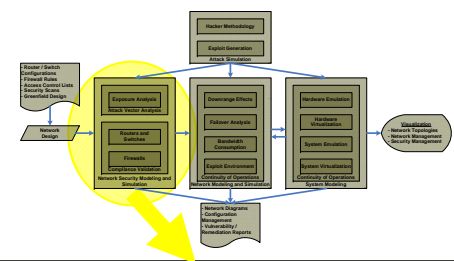 Hacker Methodology
Exploit Generation
Attack Simulation
- Router / Switch
Configurations
- Firewall Rules
- Access Control Lists
- Security Scans
- Greenfield Design
Network
Design
Exposure Analysis
Attack Vector Analysis
Routers and
Switches
Firewalls
Compliance Validation
Network Security Modeling and
Simulation
Downrange Effects
Failover Analysis
Bandwidth
Consumption
Exploit Environment
Continuity of Operations
Network Modeling and Simulation
Hardware Emulation
Hardware
Virtualization
System Emulation
System Virtualization
Continuity of Operations
System Modeling
Visualization
- Network Topologies
- Network Management
- Security Management
- Network Diagrams
- Configuration
Management
- Vulnerability /
Remediation Reports